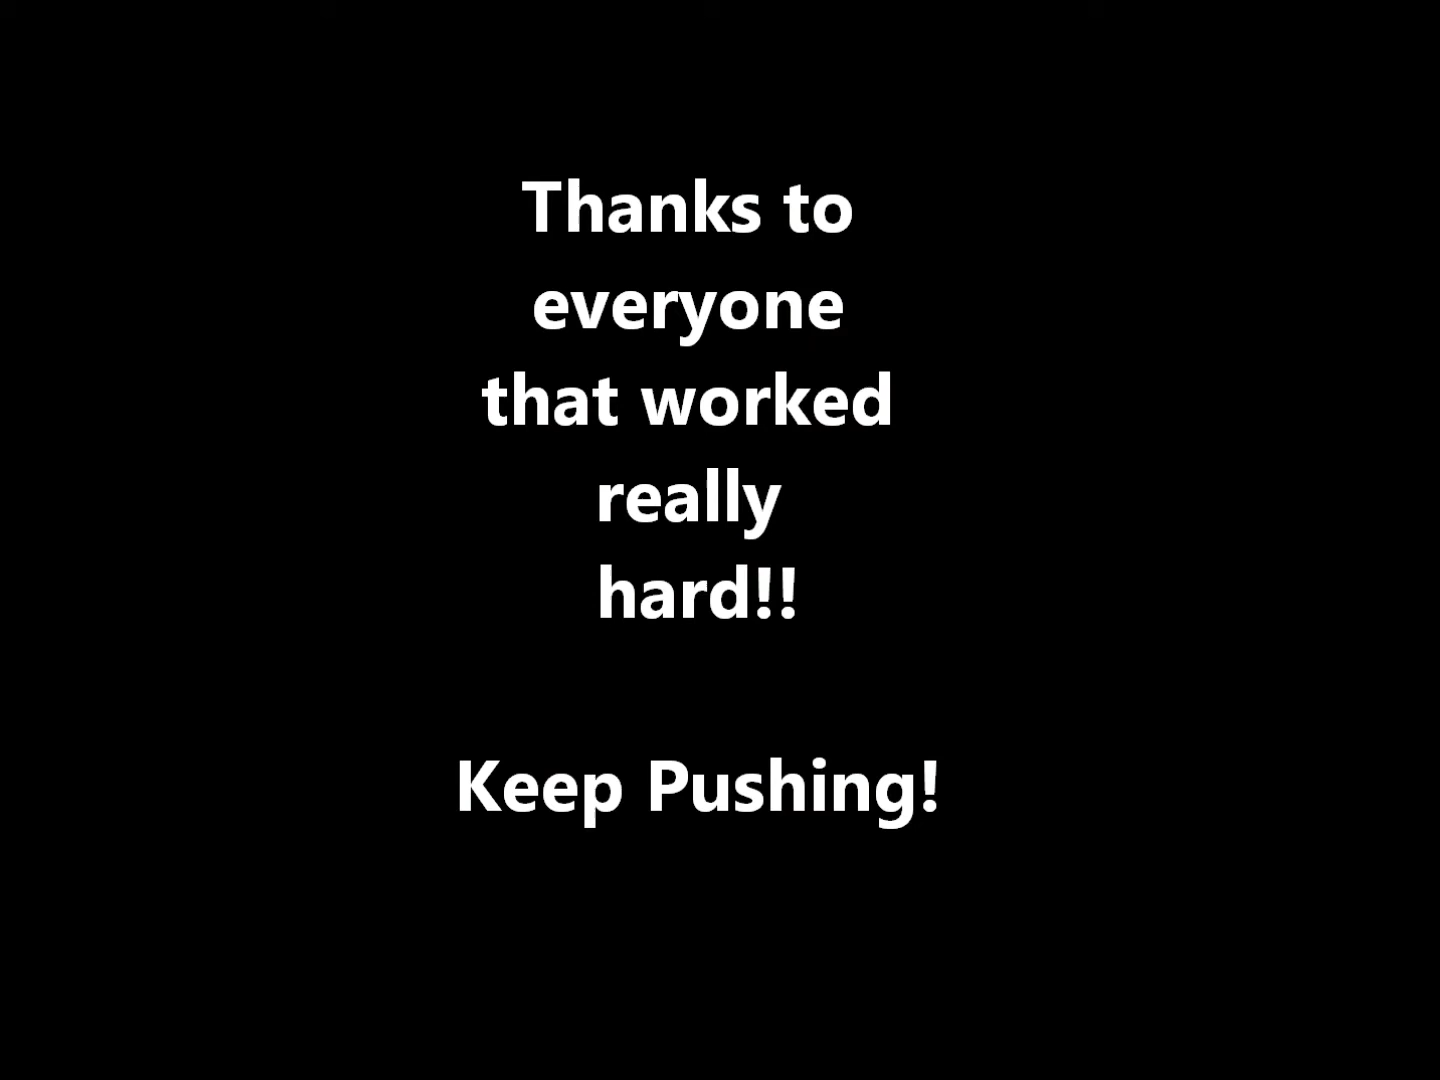 Thanks to
everyone
that worked
really
hard!!
Keep Pushing!